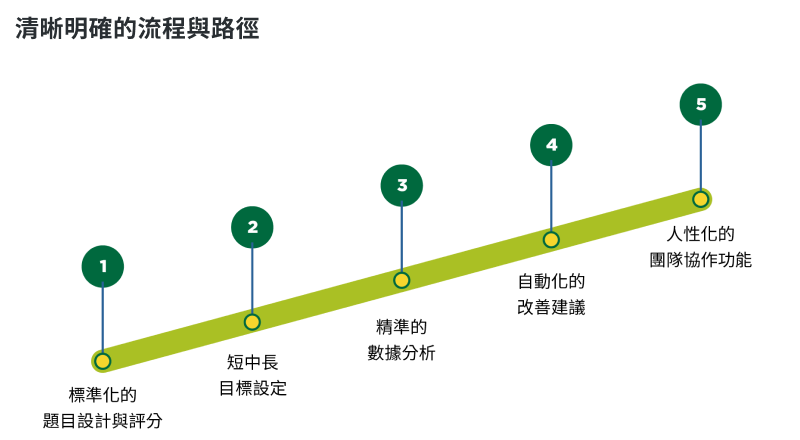 清晰明確的流程與路徑
1
標準化的
題目設計與評分
2
短中長
目標設定
3
精準的
數據分析
4
自動化的
改善建議
5
人性化的
團隊協作功能